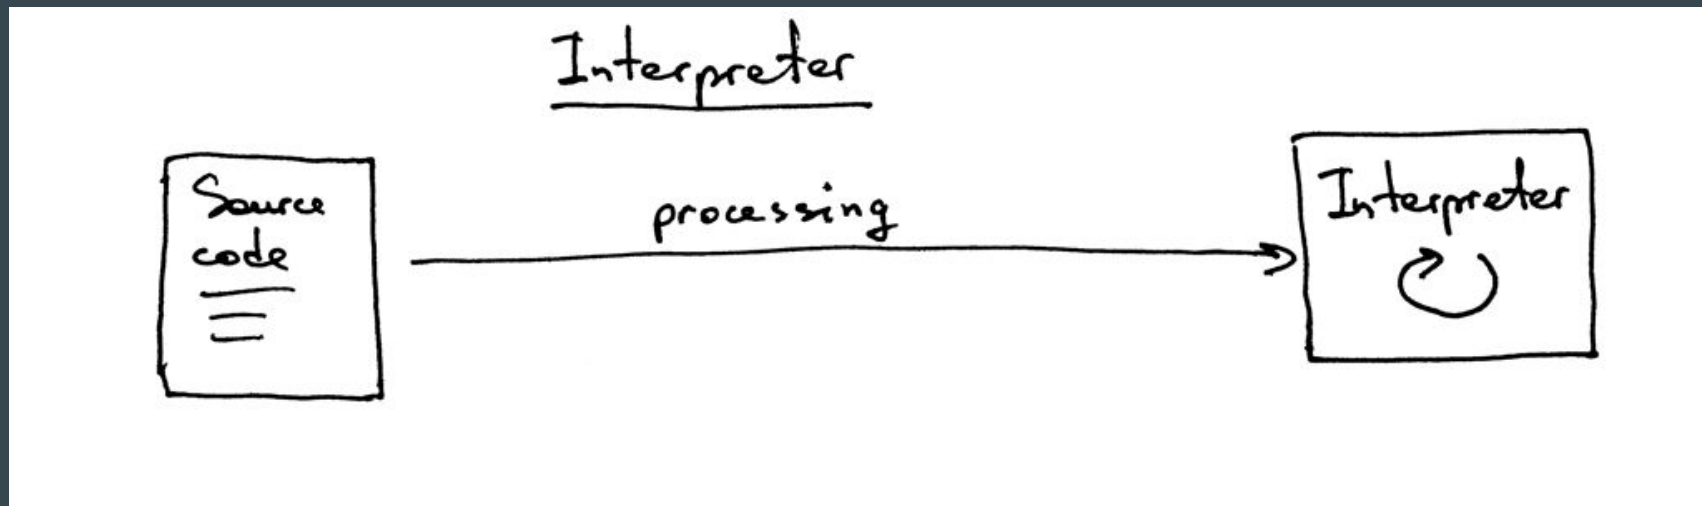 Interpreter
Source
code
processing
Interpreter